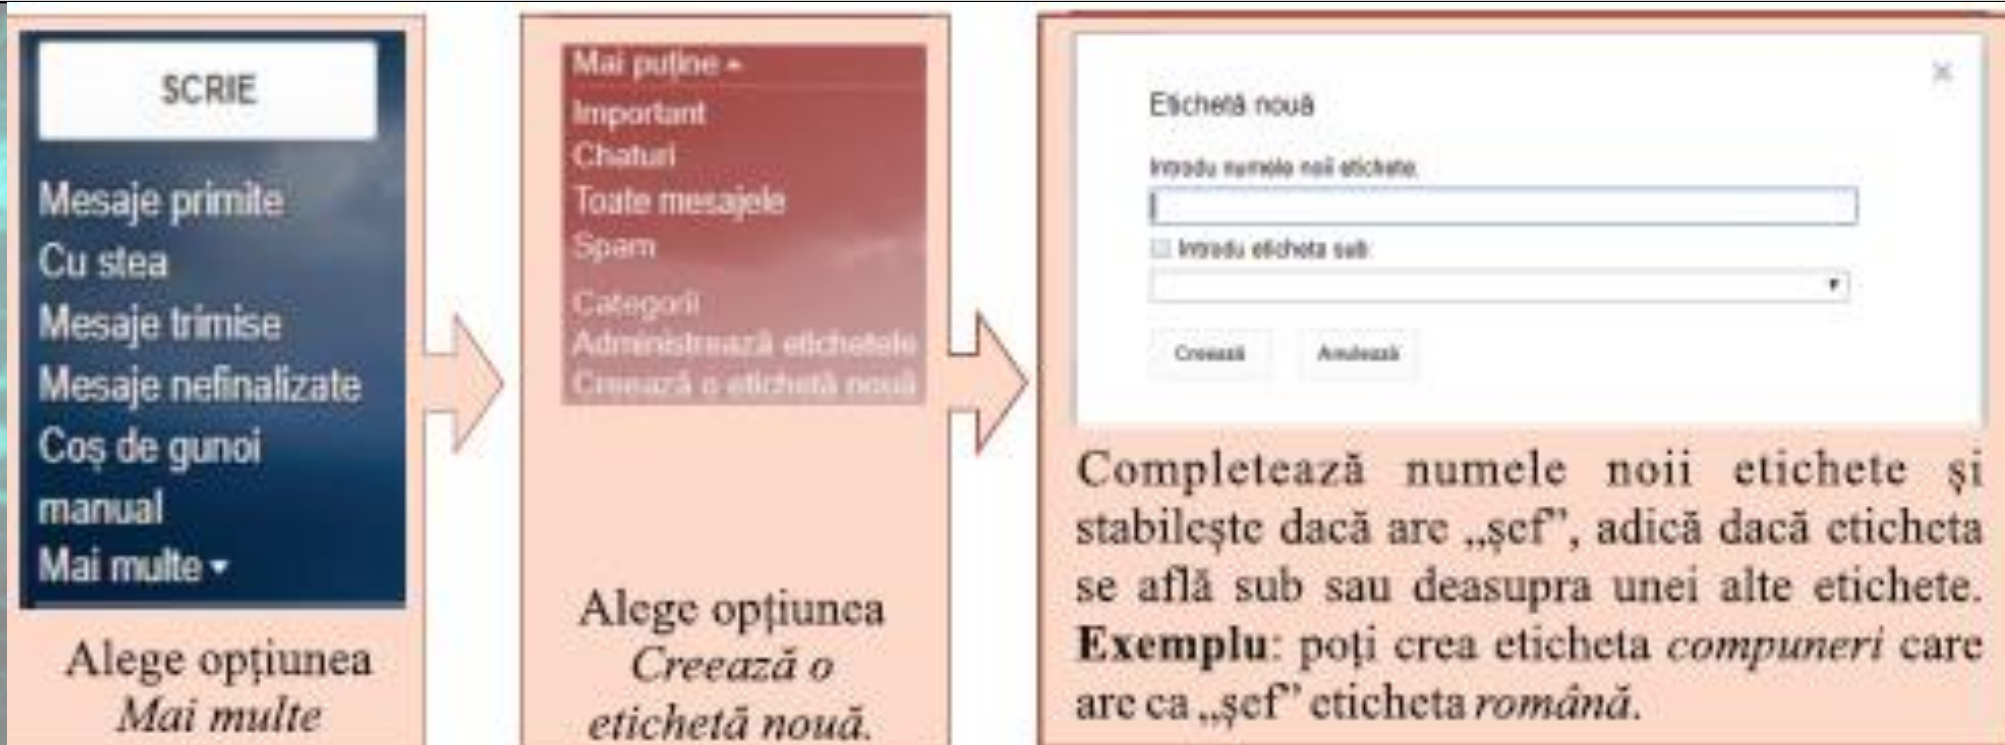 SCRIE
Mesaje primite
Cu stea
Mesaje trimise
Mesaje nefinalizate
Coș de gunoi
manual
Mai multe ▾
Alege opțiunea
Mai multe
Mai puține ▴
Important
Chaturi
Toate mesajele
Spam
Categorii
Administrează etichetele
Creează o etichetă nouă
Alege opțiunea
Creează o
etichetă nouă.
×
Etichetă nouă
Introdu numele noii etichete:
Introdu eticheta sub:
Creează Anulează
Completează numele noii etichete și
stabilește dacă are „șef”, adică dacă eticheta
se află sub sau deasupra unei alte etichete.
Exemplu: poți crea eticheta compuneri care
are ca „șef” eticheta română.